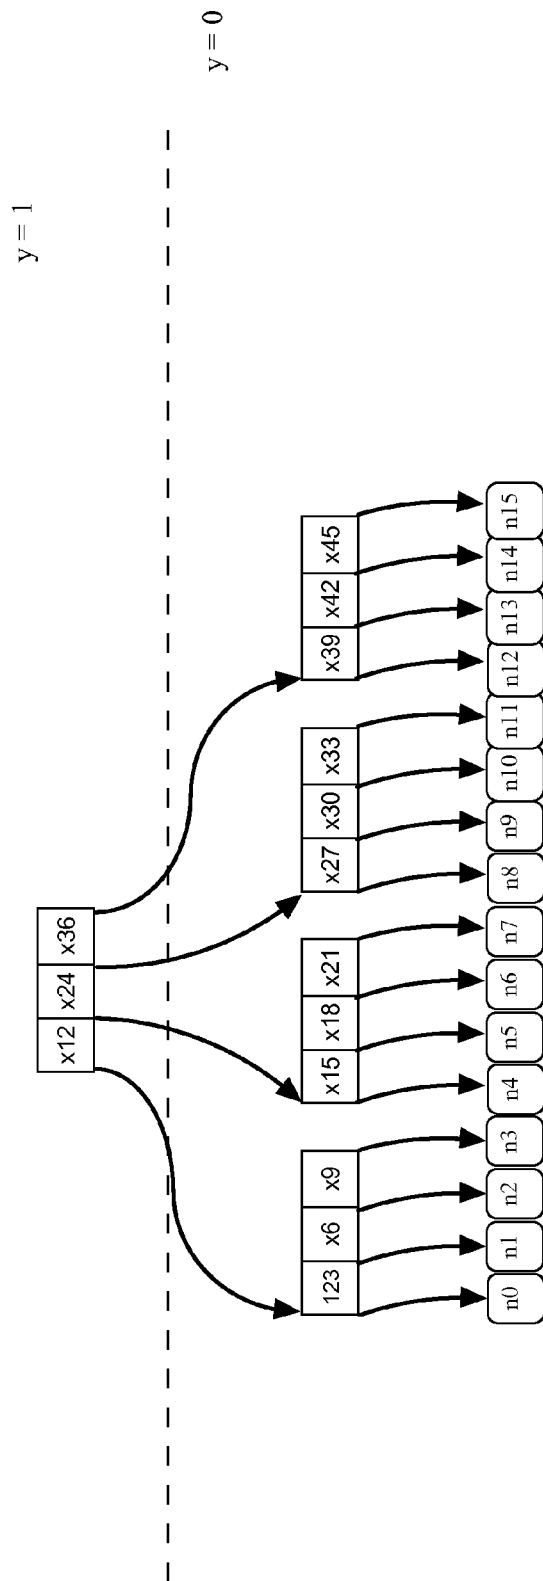 y = 1
y = 0
x12 x24 x36
123 x6 x9 x15 x18 x21 x27 x30 x33 x39 x42 x45
n0 n1 n2 n3 n4 n5 n6 n7 n8 n9 n10 n11 n12 n13 n14 n15